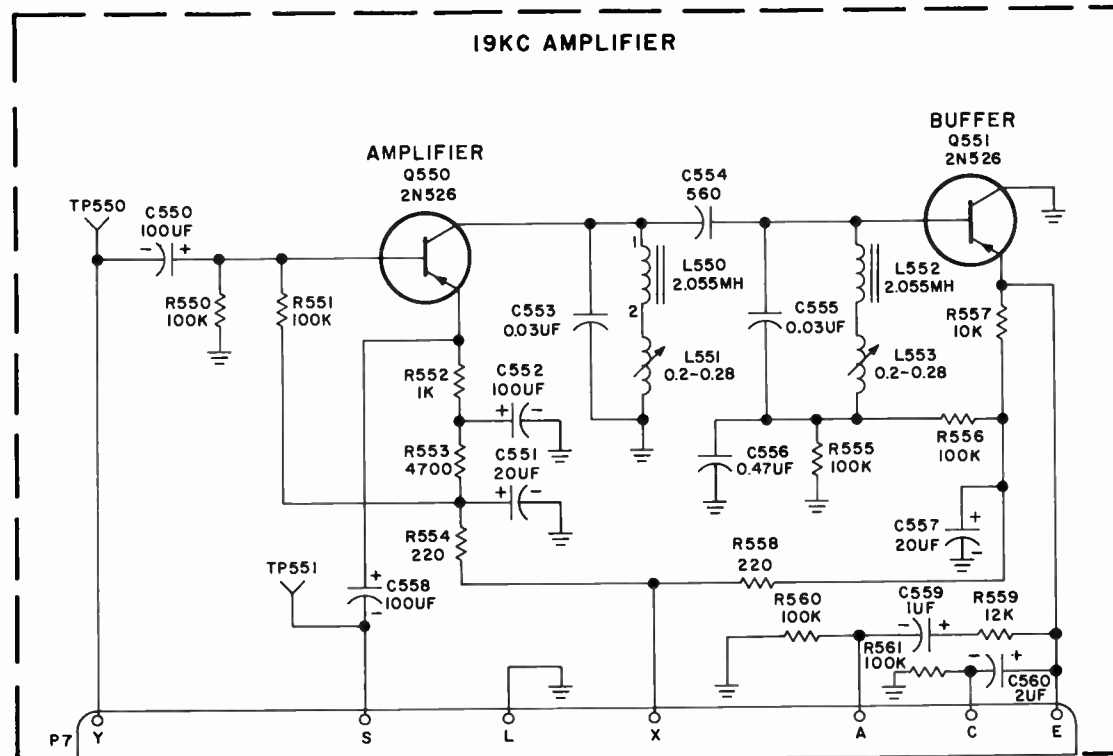 19KC AMPLIFIER
BUFFER
Q551
2N526
AMPLIFIER
Q550
2N526
TP550
C550
100UF
- +
R550
100K
R551
100K
C553
0.03UF
1
L550
2.055MH
2
L551
0.2-0.28
C554
560
C555
0.03UF
L552
2.055MH
L553
0.2-0.28
R557
10K
R552
1K
C552
100UF
+ -
R553
4700
C551
20UF
+ -
R554
220
C556
0.47UF
R555
100K
R556
100K
C557
20UF
+
-
R558
220
TP551
+
C558
100UF
-
R560
100K
C559
1UF
- +
R559
12K
R561
100K
- +
C560
2UF
P7 Y S L X A C E